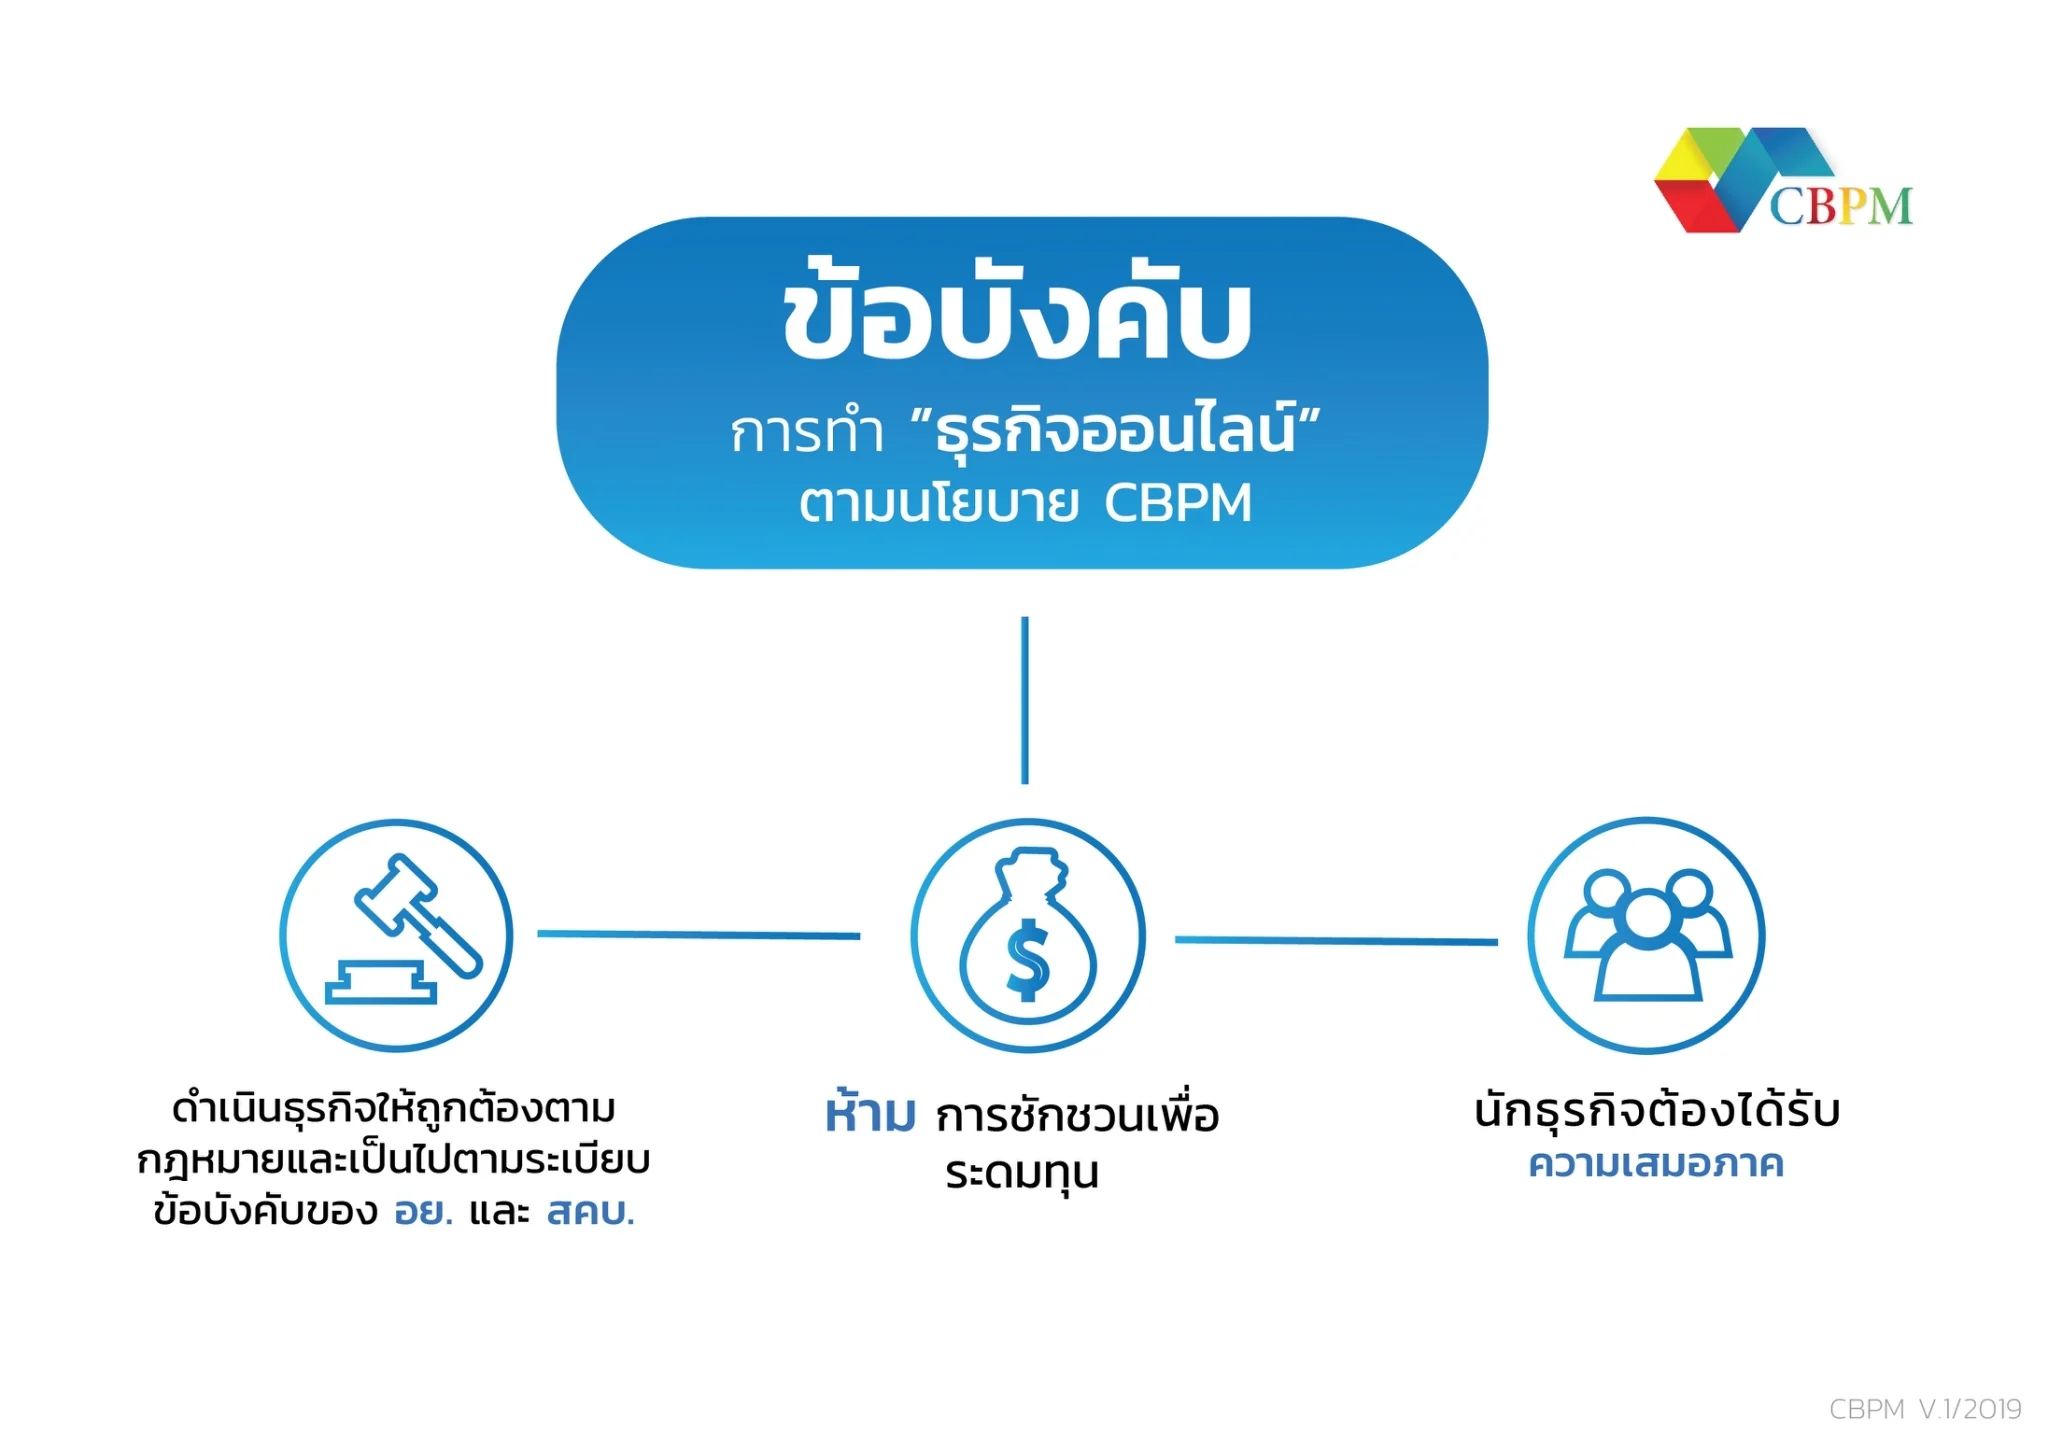 CBPM
ข้อบังคับ
การทำ "ธุรกิจออนไลน์"
ตามนโยบาย CBPM
ดำเนินธุรกิจให้ถูกต้องตาม
กฎหมายและเป็นไปตามระเบียบ
ข้อบังคับของ อย. และ สคบ.
ห้าม การชักชวนเพื่อ
ระดมทุน
นักธุรกิจต้องได้รับ
ความเสมอภาค
CBPM V.1/2019